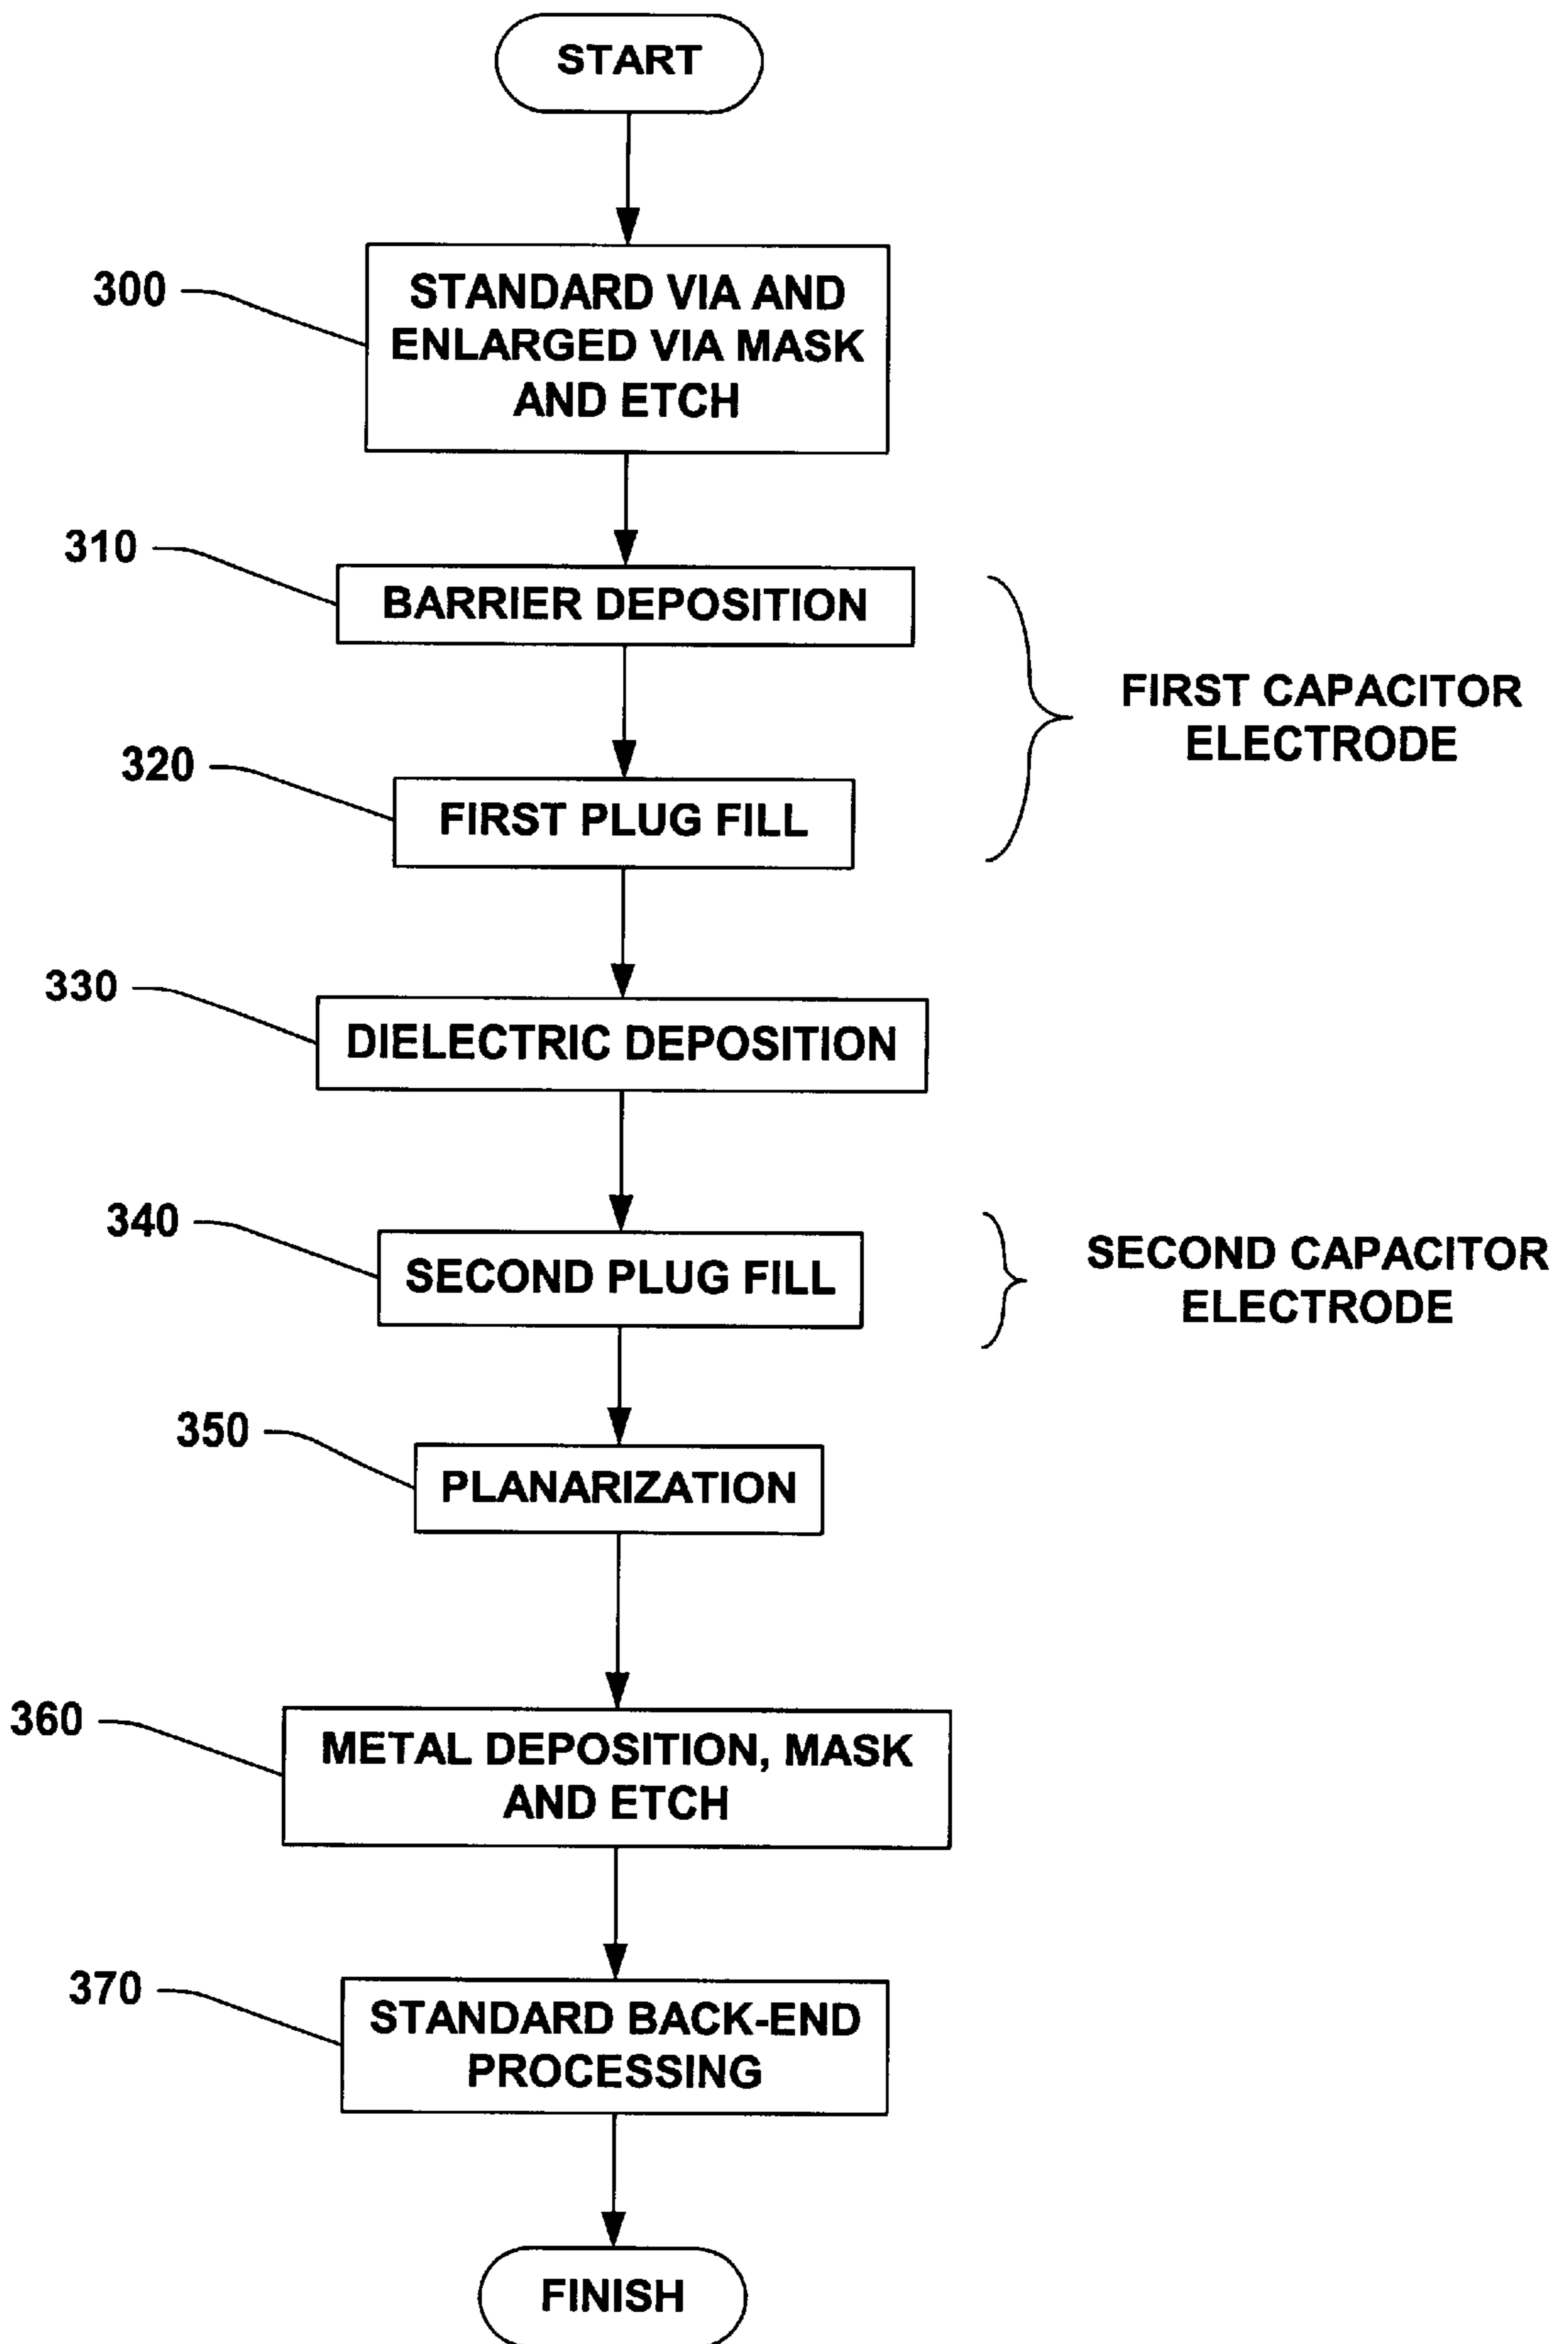 START
300
STANDARD VIA AND
ENLARGED VIA MASK
AND ETCH
310
BARRIER DEPOSITION
FIRST CAPACITOR
ELECTRODE
320
FIRST PLUG FILL
330
DIELECTRIC DEPOSITION
340
SECOND PLUG FILL
SECOND CAPACITOR
ELECTRODE
350
PLANARIZATION
360
METAL DEPOSITION, MASK
AND ETCH
370
STANDARD BACK-END
PROCESSING
FINISH